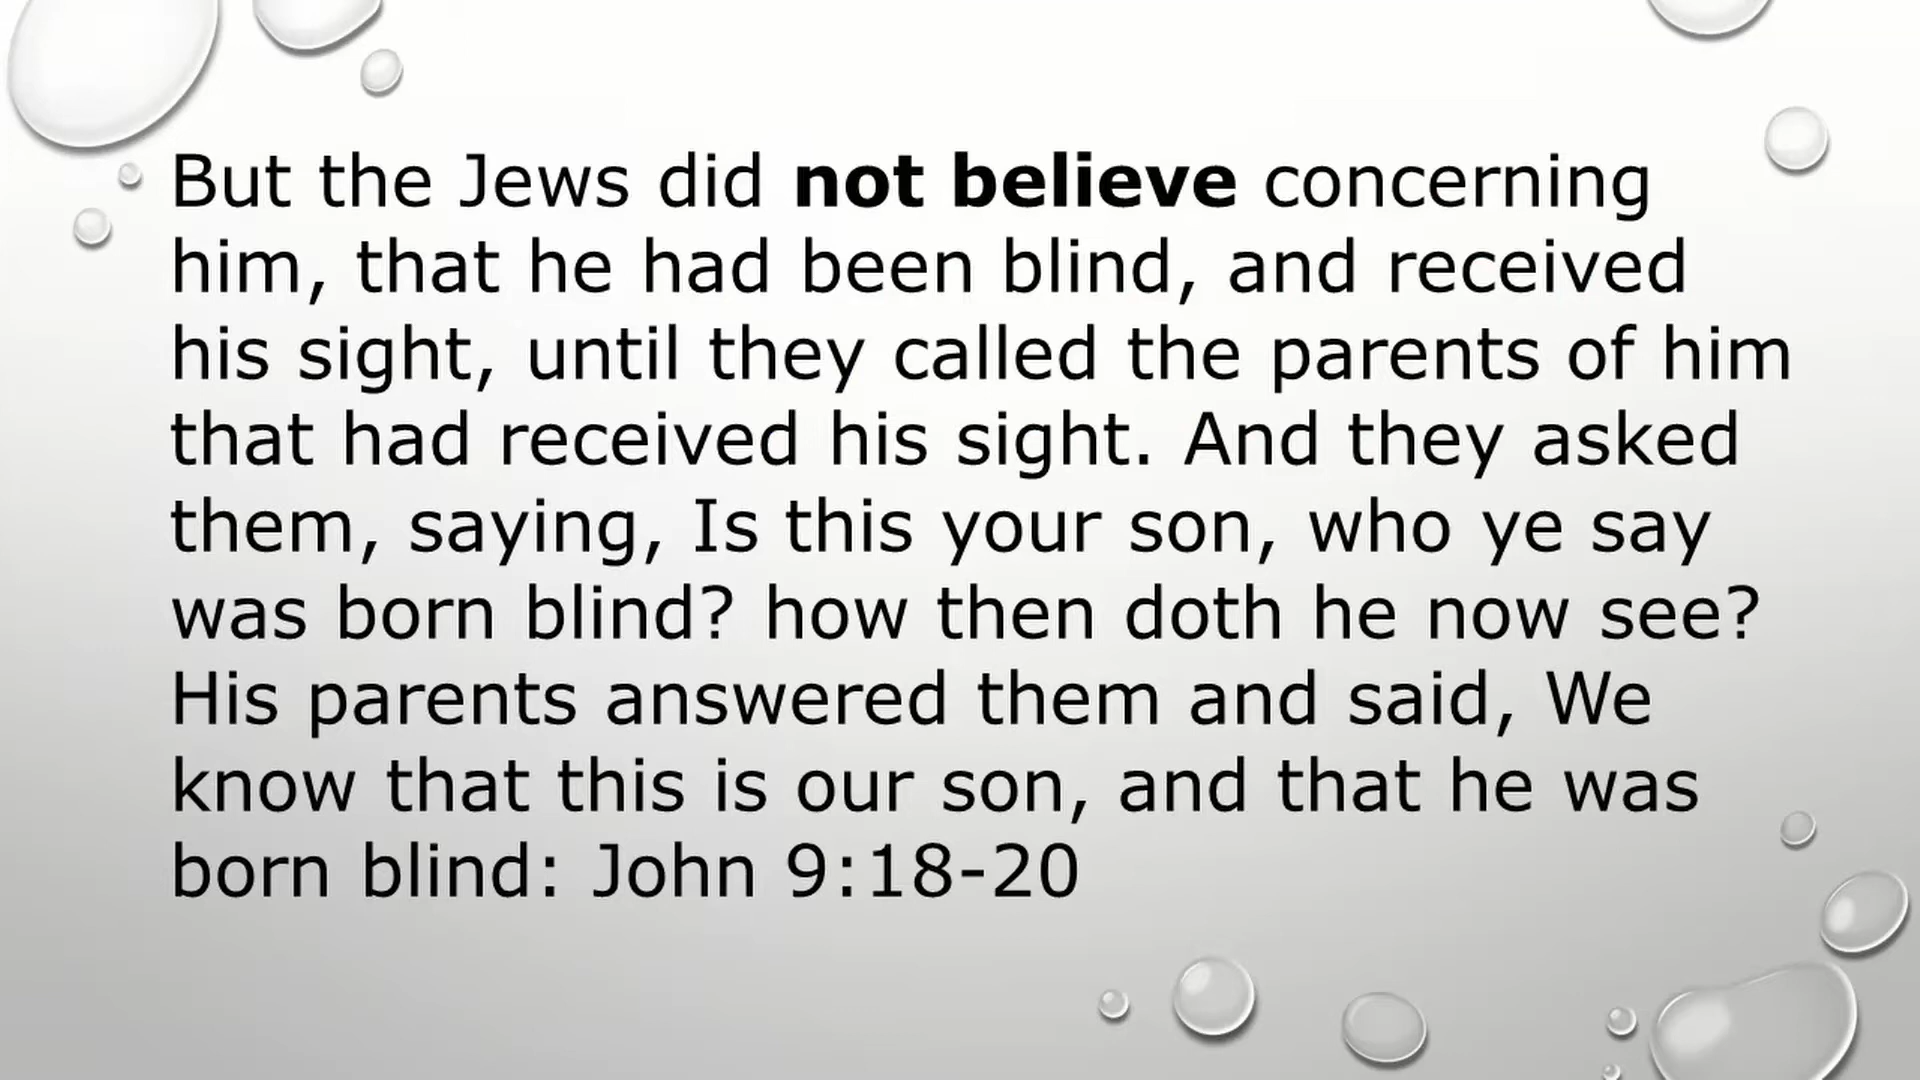 But the Jews did not believe concerning
him, that he had been blind, and received
his sight, until they called the parents of him
that had received his sight. And they asked
them, saying, Is this your son, who ye say
was born blind? how then doth he now see?
His parents answered them and said, We
know that this is our son, and that he was
born blind: John 9:18-20